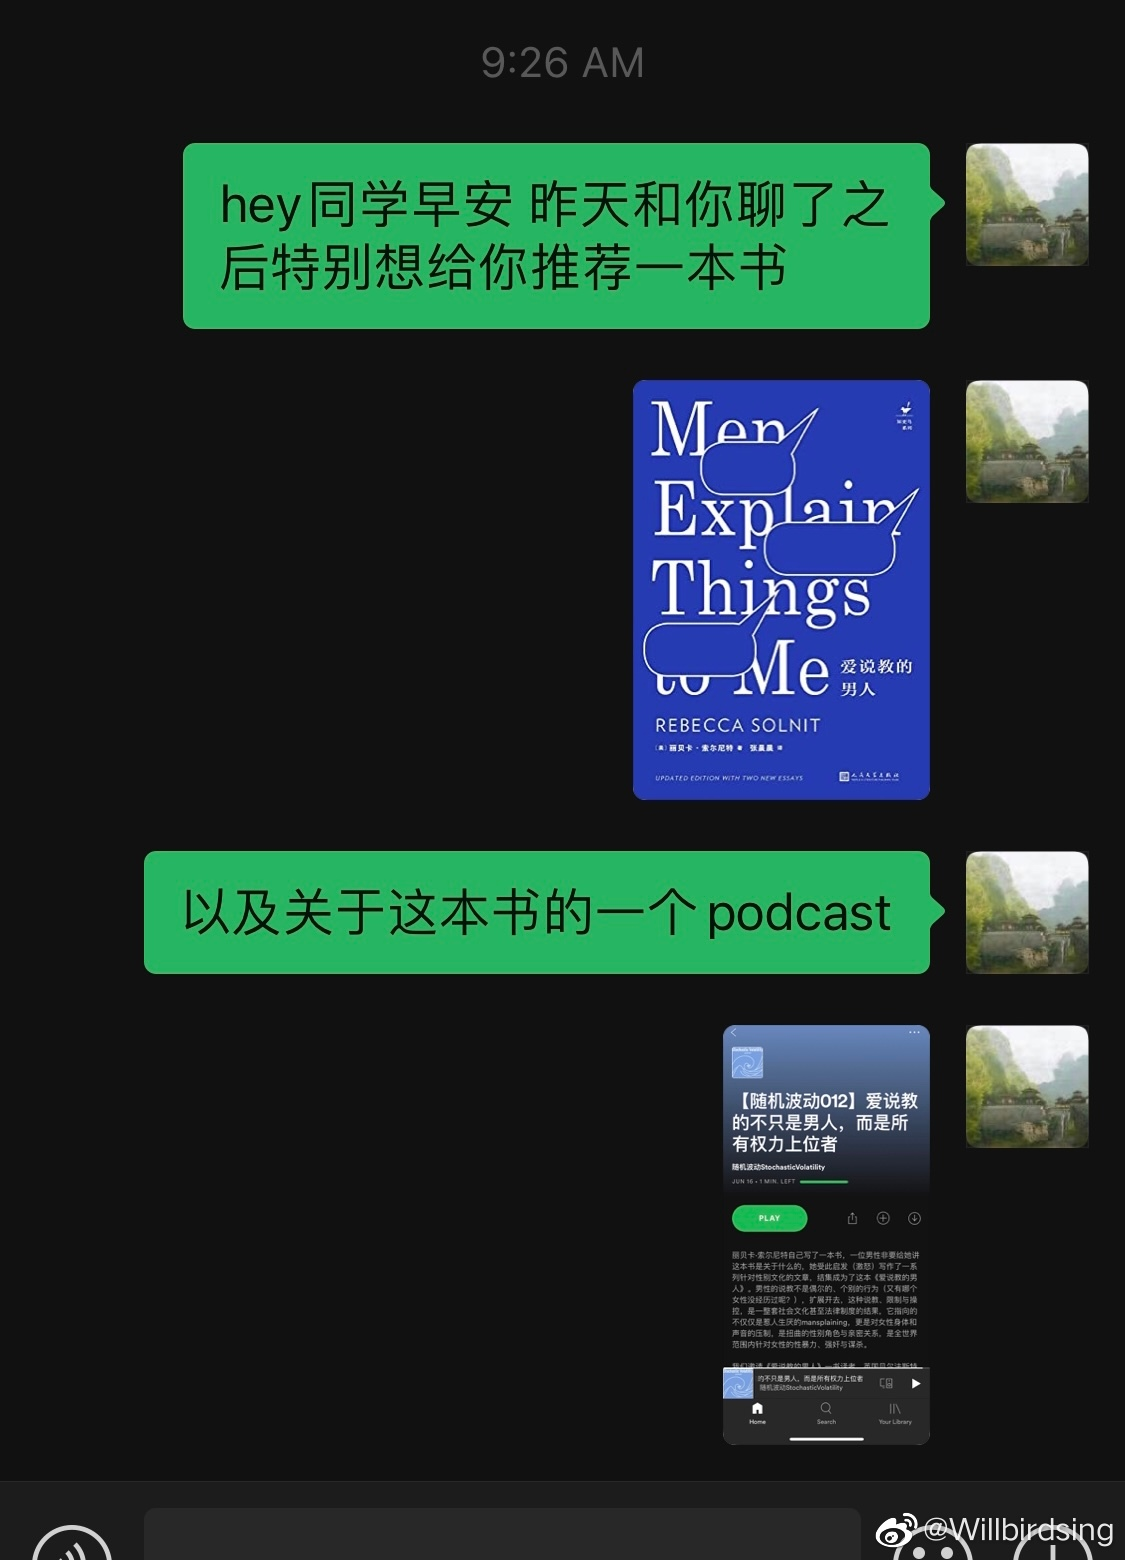 9:26 AM
hey同学早安 昨天和你聊了之
后特别想给你推荐一本书
Men
Explain
Things
to Me
爱说教的
男人
REBECCA SOLNIT
[美] 丽贝卡·索尔尼特 著 张晨晨 译
UPDATED EDITION WITH TWO NEW ESSAYS
人民文学出版社
以及关于这本书的一个podcast
【随机波动012】爱说教
的不只是男人，而是所
有权力上位者
随机波动StochasticVolatility
JUN 16 • 1 MIN. LEFT
PLAY
丽贝卡·索尔尼特自己写了一本书，一位男性非要给她讲
这本书是关于什么的，她受此启发（激怒）写作了一系
列针对性别文化的文章，结集成为了这本《爱说教的男
人》。男性的说教不是偶尔的、个别的行为（又有哪个
女性没经历过呢？），扩展开去，这种说教、限制与操
控，是一整套社会文化甚至法律制度的结果，它指向的
不仅仅是惹人生厌的mansplaining，更是对女性身体和
声音的压制，是扭曲的性别角色与亲密关系，是全世界
范围内针对女性的性暴力、强奸与谋杀。
的不只是男人，而是所有权力上位者
随机波动StochasticVolatility
Home
Search
Your Library
@Willbirdsing